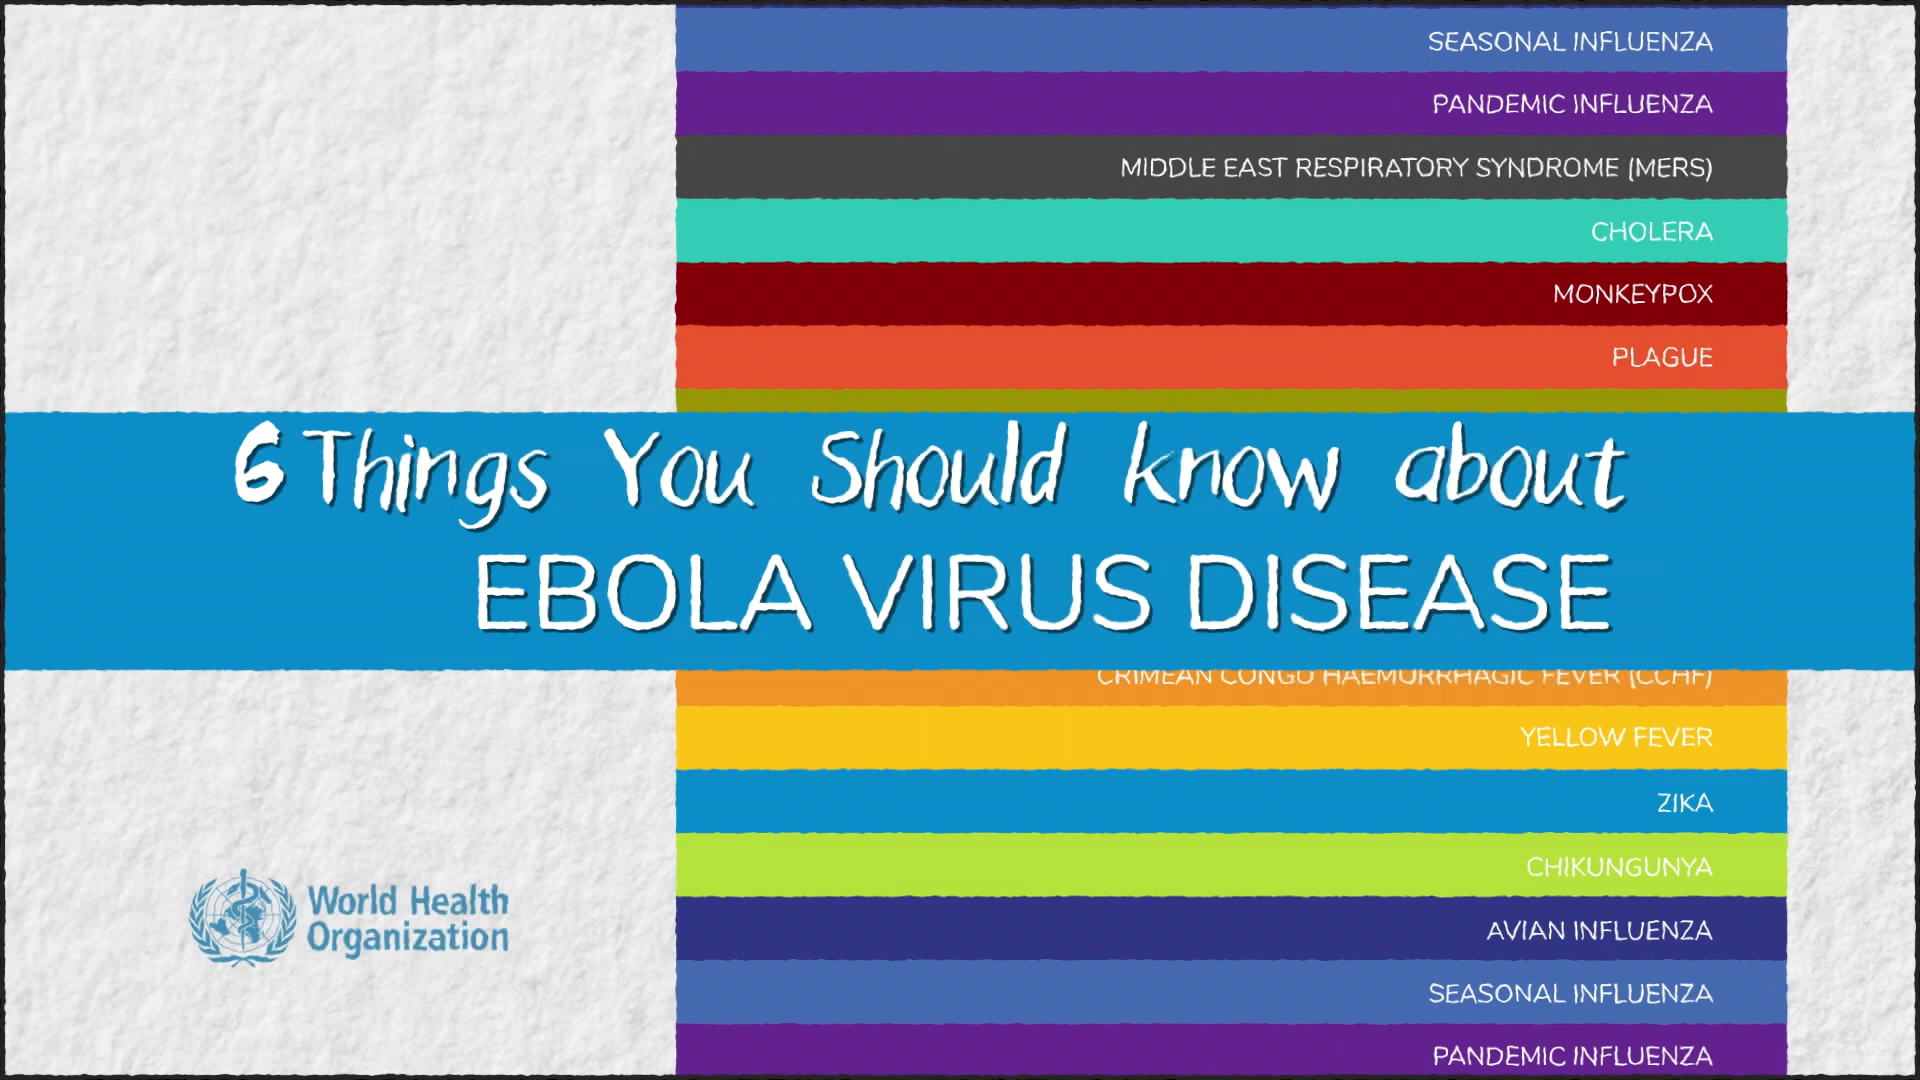 SEASONAL INFLUENZA
PANDEMIC INFLUENZA
MIDDLE EAST RESPIRATORY SYNDROME (MERS)
CHOLERA
MONKEYPOX
PLAGUE
6 Things You Should know about
EBOLA VIRUS DISEASE
CRIMEAN CONGO HAEMORRHAGIC FEVER (CCHF)
YELLOW FEVER
ZIKA
CHIKUNGUNYA
World Health
Organization
AVIAN INFLUENZA
SEASONAL INFLUENZA
PANDEMIC INFLUENZA